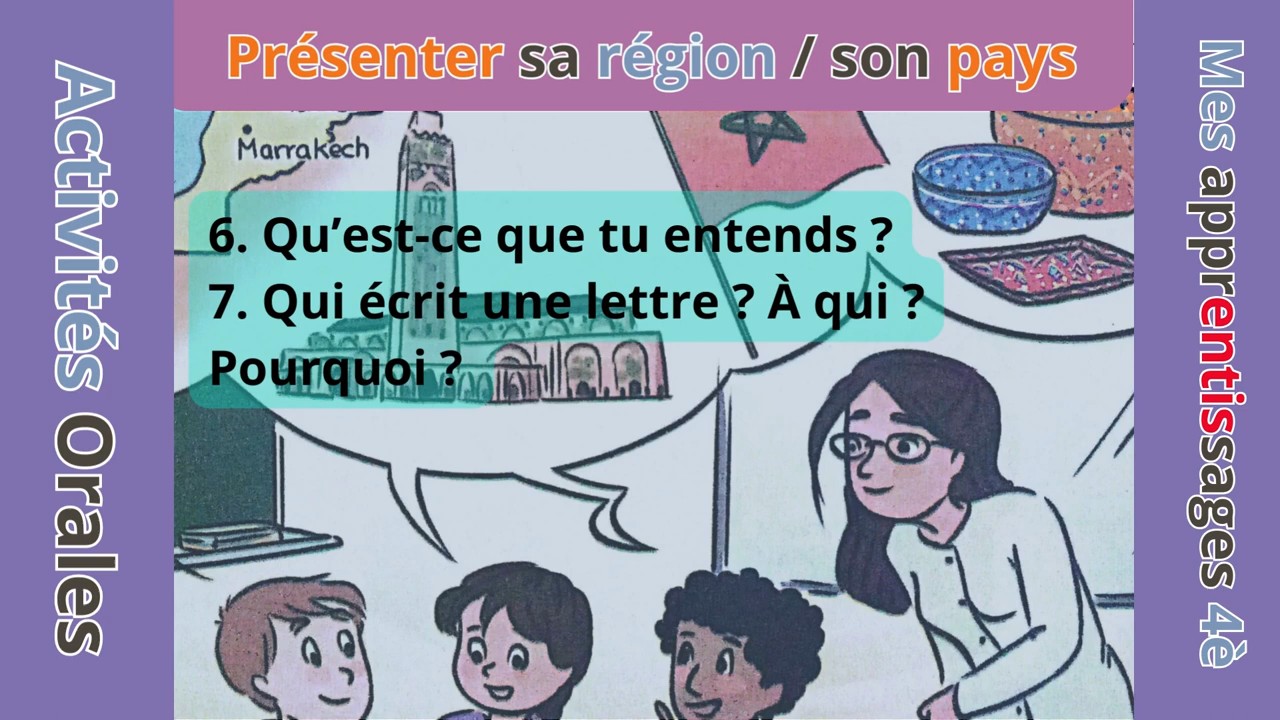 Présenter sa région / son pays
Activités Orales
Mes apprentissages 4è
Marrakech
6. Qu’est-ce que tu entends ?
7. Qui écrit une lettre ? À qui ?
Pourquoi ?